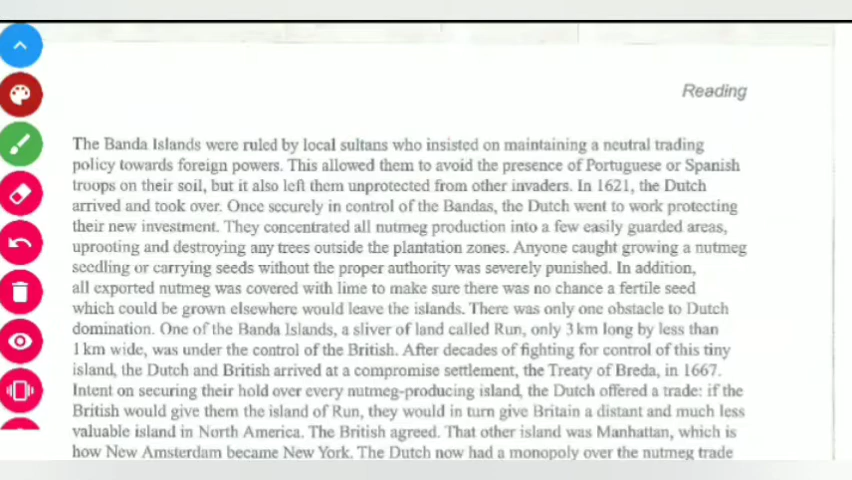 Reading
The Banda Islands were ruled by local sultans who insisted on maintaining a neutral trading
policy towards foreign powers. This allowed them to avoid the presence of Portuguese or Spanish
troops on their soil, but it also left them unprotected from other invaders. In 1621, the Dutch
arrived and took over. Once securely in control of the Bandas, the Dutch went to work protecting
their new investment. They concentrated all nutmeg production into a few easily guarded areas,
uprooting and destroying any trees outside the plantation zones. Anyone caught growing a nutmeg
seedling or carrying seeds without the proper authority was severely punished. In addition,
all exported nutmeg was covered with lime to make sure there was no chance a fertile seed
which could be grown elsewhere would leave the islands. There was only one obstacle to Dutch
domination. One of the Banda Islands, a sliver of land called Run, only 3 km long by less than
1 km wide, was under the control of the British. After decades of fighting for control of this tiny
island, the Dutch and British arrived at a compromise settlement, the Treaty of Breda, in 1667.
Intent on securing their hold over every nutmeg-producing island, the Dutch offered a trade: if the
British would give them the island of Run, they would in turn give Britain a distant and much less
valuable island in North America. The British agreed. That other island was Manhattan, which is
how New Amsterdam became New York. The Dutch now had a monopoly over the nutmeg trade